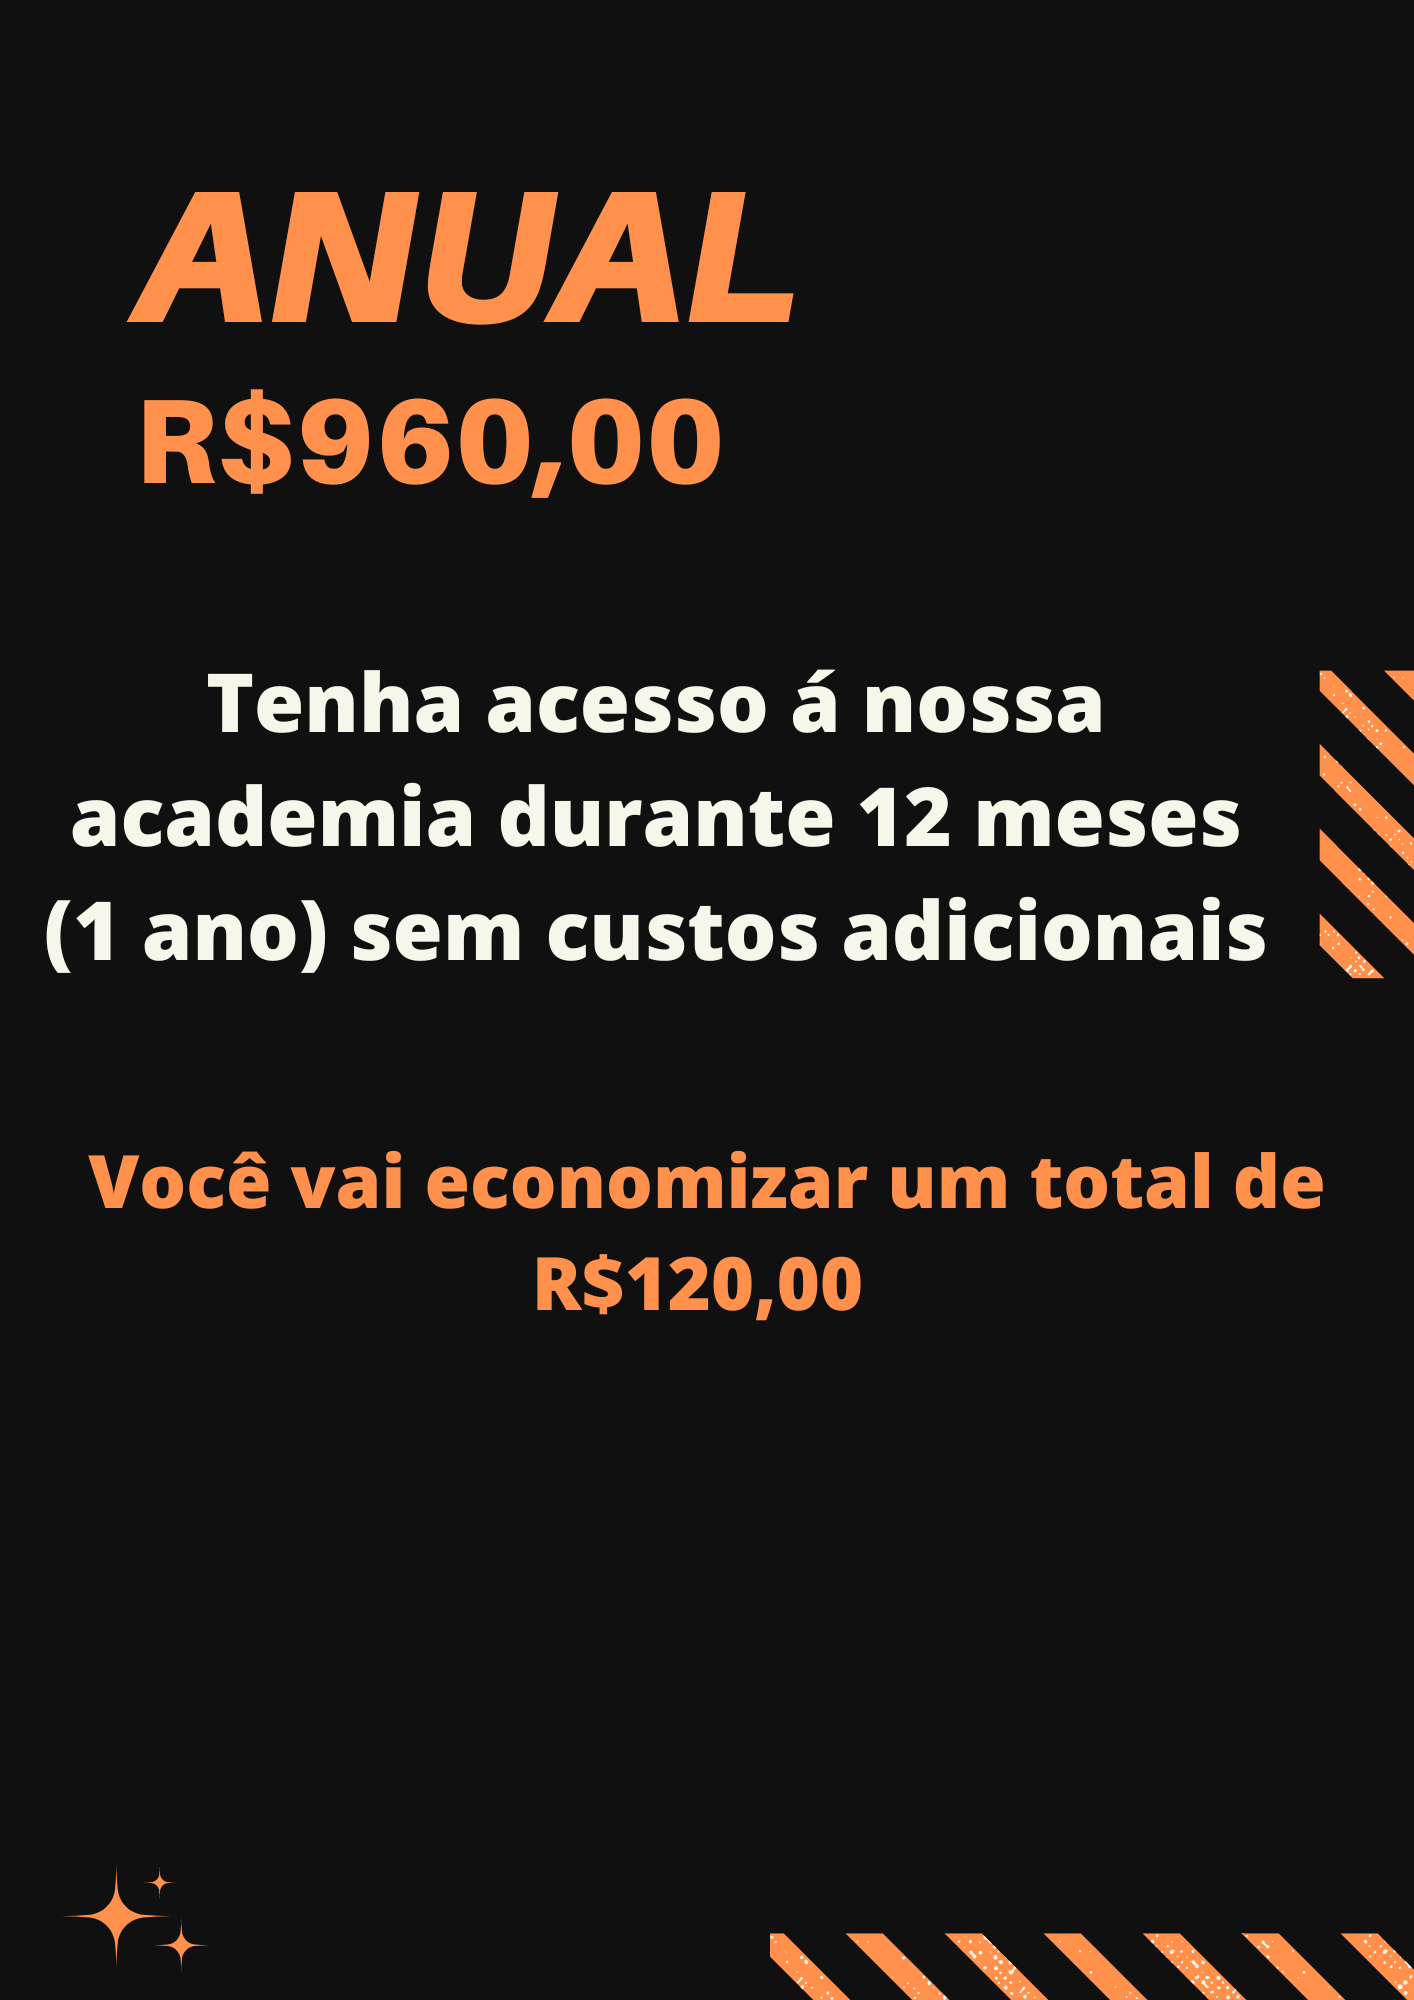 ANUAL
R$960,00
Tenha acesso á nossa
academia durante 12 meses
(1 ano) sem custos adicionais
Você vai economizar um total de
R$120,00